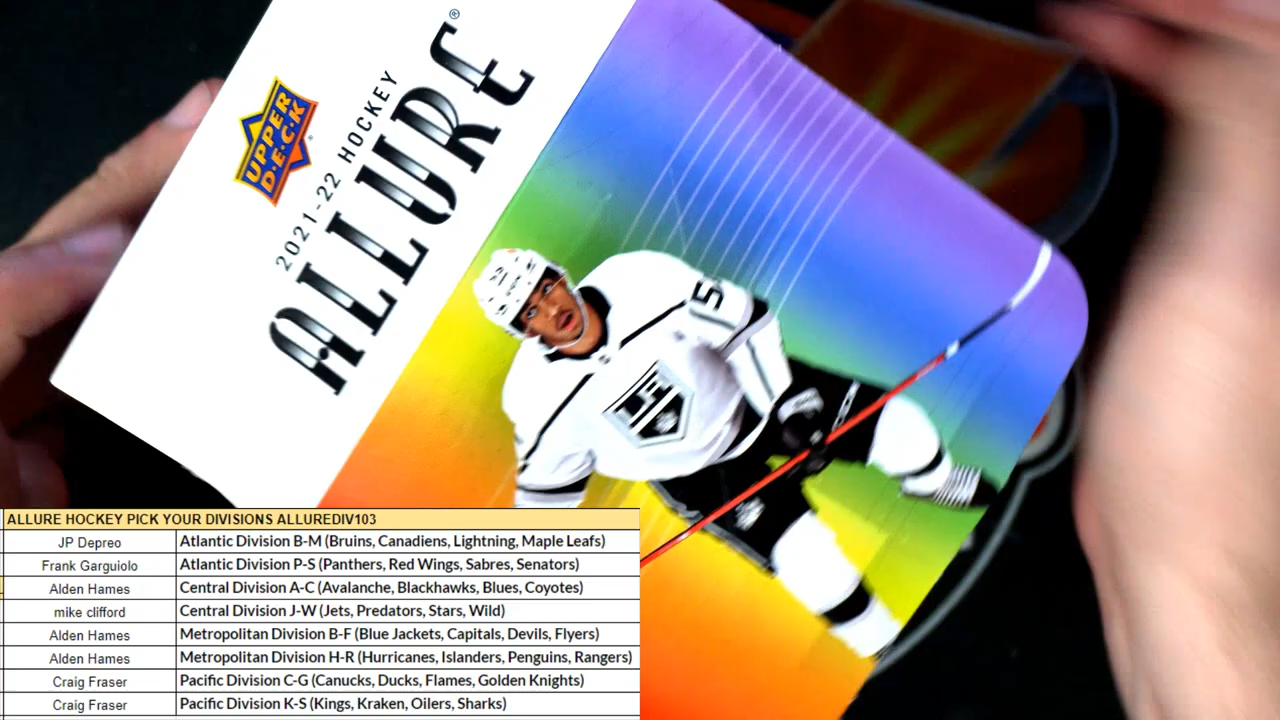 UPPER
D.E.C.K
2021-22 HOCKEY
ALLURE
LA
5
ALLURE HOCKEY PICK YOUR DIVISIONS ALLUREDIV103
JP Depreo Atlantic Division B-M (Bruins, Canadiens, Lightning, Maple Leafs)
Frank Garguiolo Atlantic Division P-S (Panthers, Red Wings, Sabres, Senators)
Alden Hames Central Division A-C (Avalanche, Blackhawks, Blues, Coyotes)
mike clifford Central Division J-W (Jets, Predators, Stars, Wild)
Alden Hames Metropolitan Division B-F (Blue Jackets, Capitals, Devils, Flyers)
Alden Hames Metropolitan Division H-R (Hurricanes, Islanders, Penguins, Rangers)
Craig Fraser Pacific Division C-G (Canucks, Ducks, Flames, Golden Knights)
Craig Fraser Pacific Division K-S (Kings, Kraken, Oilers, Sharks)